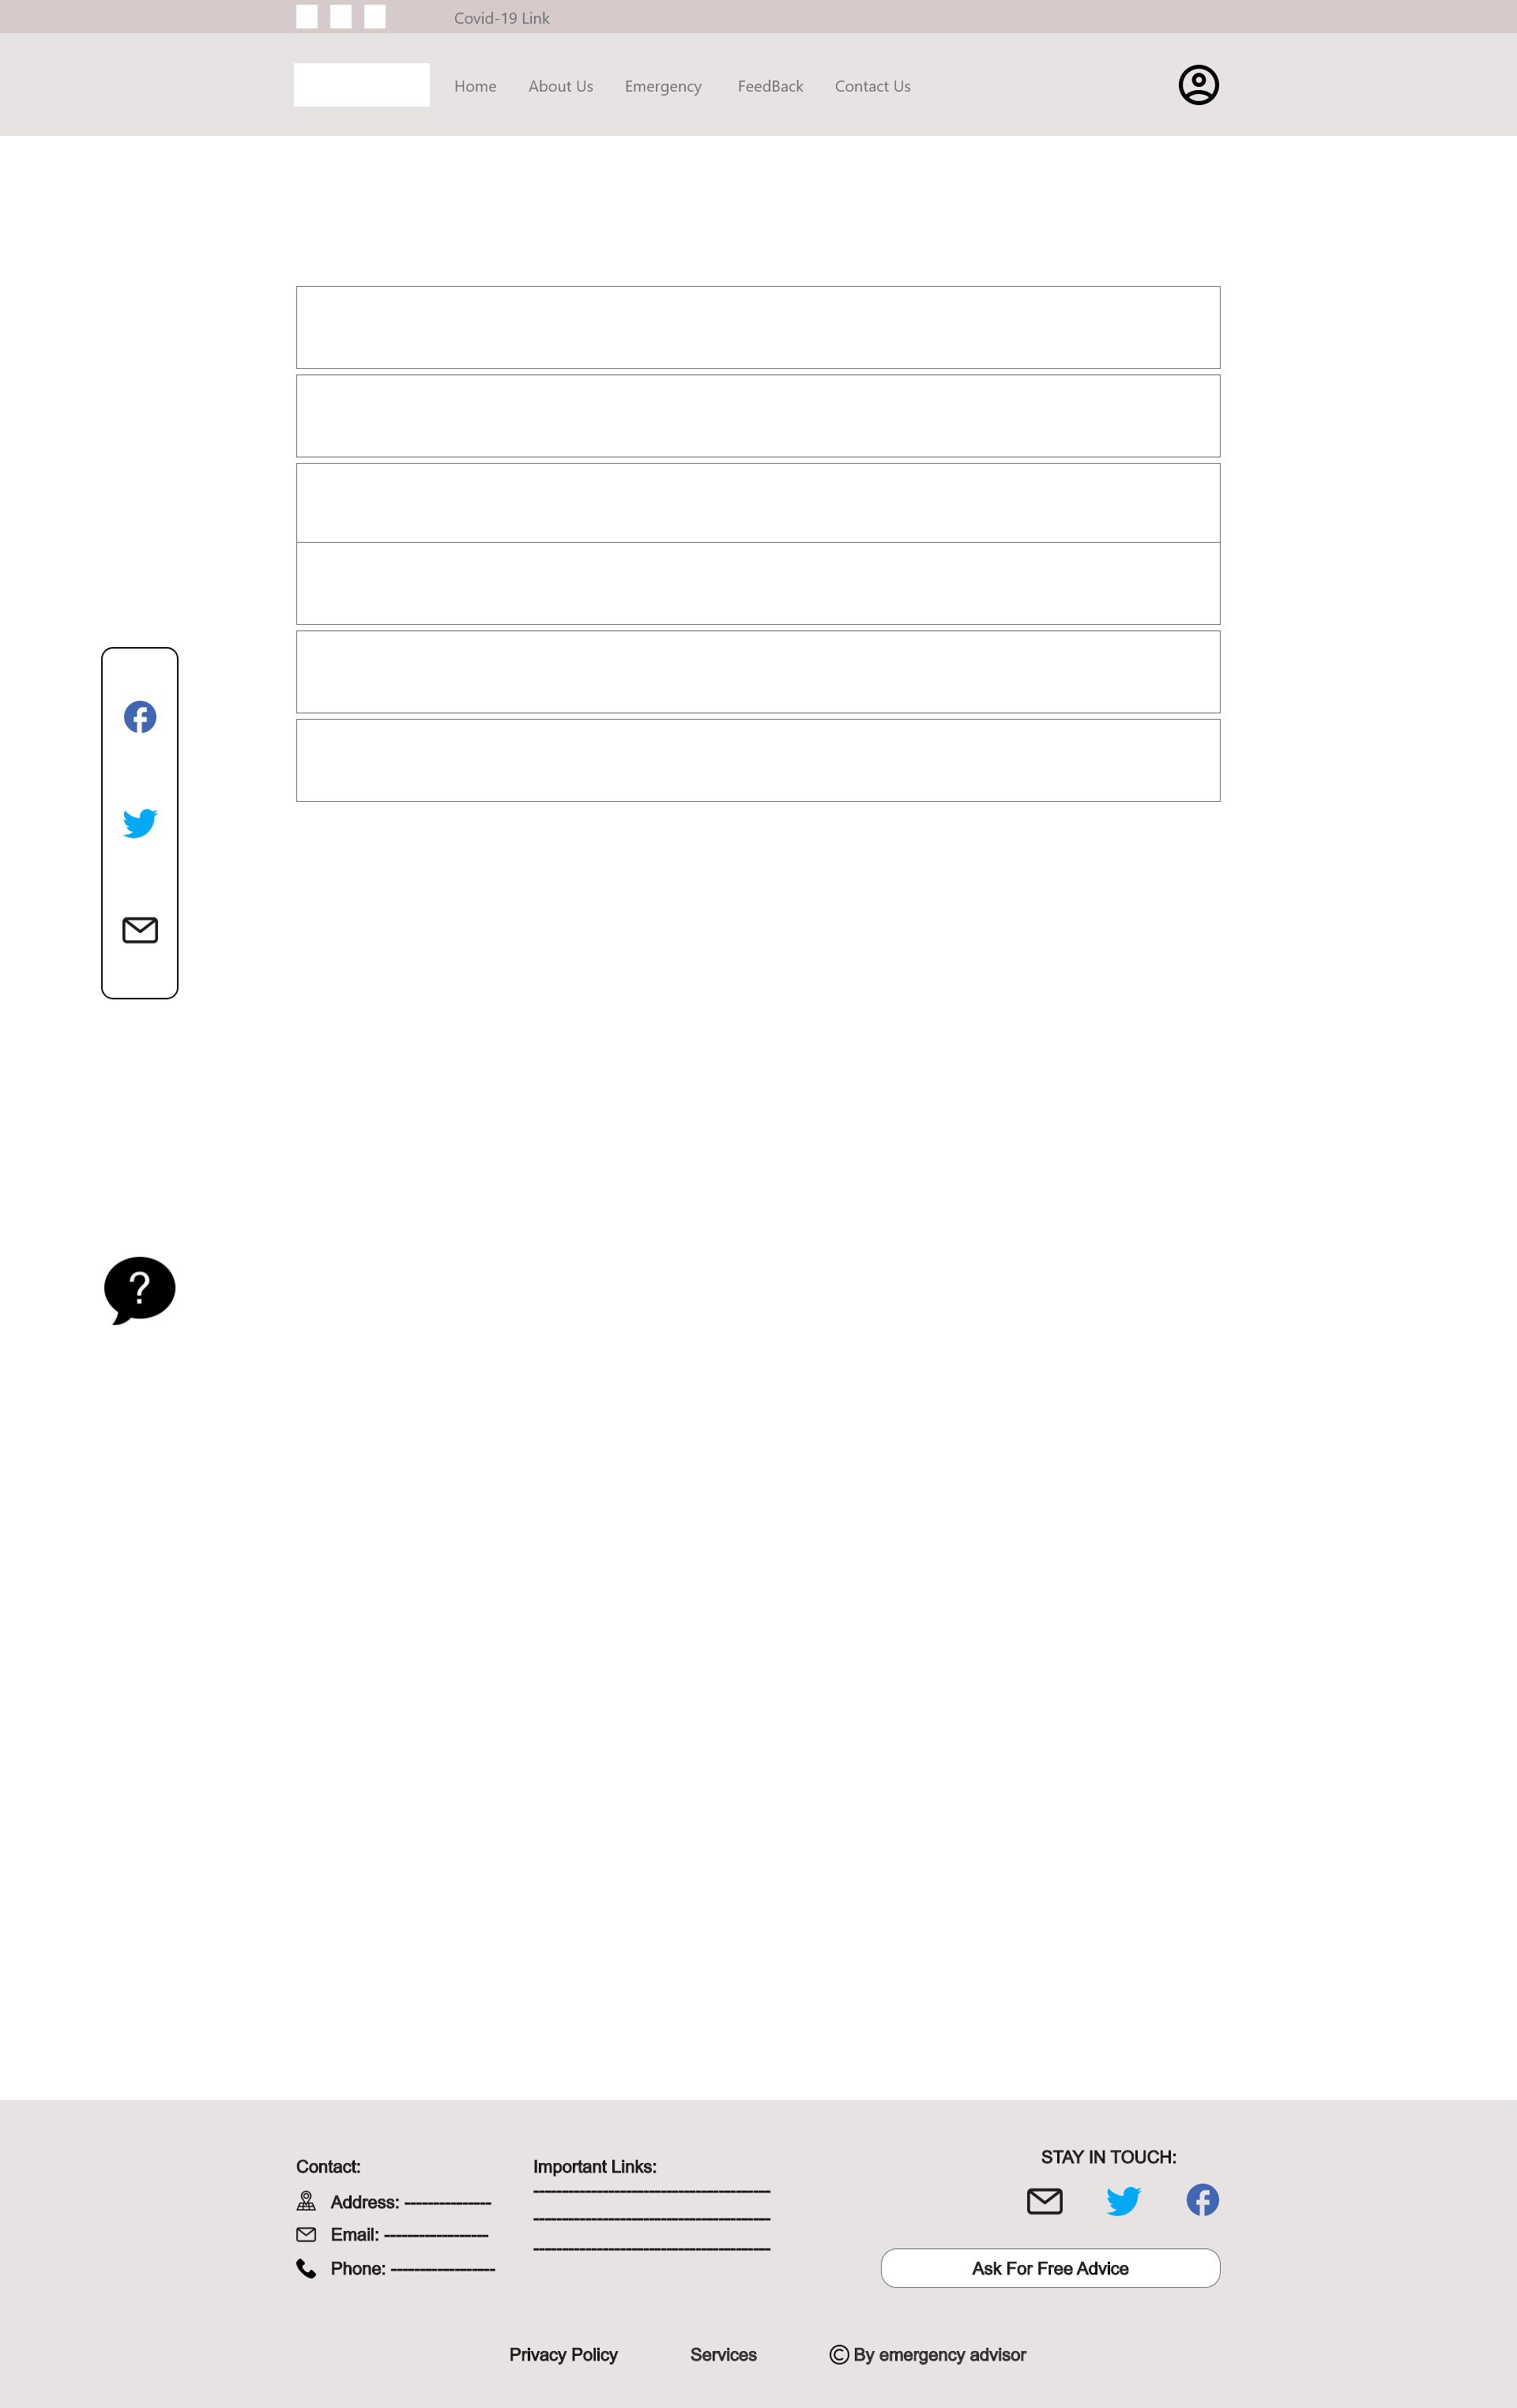 Covid-19 Link
Home About Us Emergency FeedBack Contact Us
?
Contact:
Address: ---------------
Email: ------------------
Phone: ------------------
Important Links:
-----------------------------------------
-----------------------------------------
-----------------------------------------
STAY IN TOUCH:
Ask For Free Advice
Privacy Policy Services © By emergency advisor